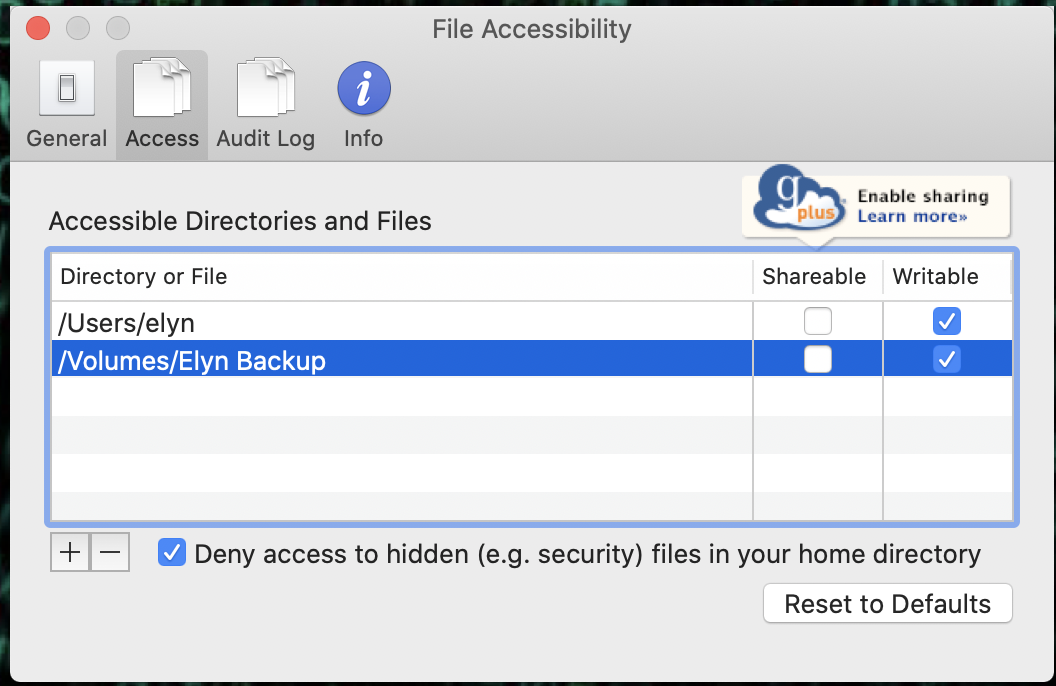 File Accessibility
General Access Audit Log Info
g plus Enable sharing
Learn more»
Accessible Directories and Files
Directory or File Shareable Writable
/Users/elyn
/Volumes/Elyn Backup
Deny access to hidden (e.g. security) files in your home directory
Reset to Defaults